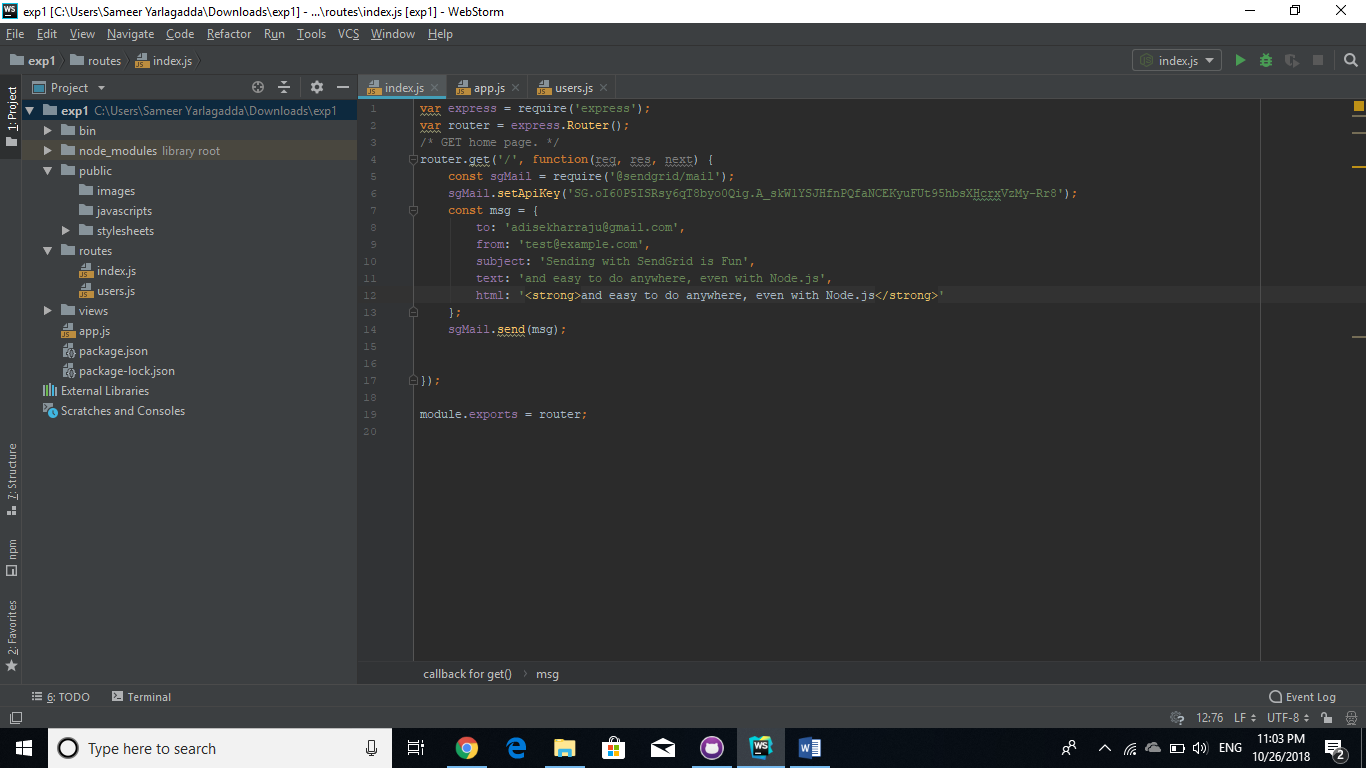 exp1 [C:\Users\Sameer Yarlagadda\Downloads\exp1] - ...\routes\index.js [exp1] - WebStorm
File Edit View Navigate Code Refactor Run Tools VCS Window Help
exp1 routes index.js
index.js
1: Project
Project
exp1 C:\Users\Sameer Yarlagadda\Downloads\exp1
bin
node_modules library root
public
images
javascripts
stylesheets
routes
index.js
users.js
views
app.js
package.json
package-lock.json
External Libraries
Scratches and Consoles
7: Structure
npm
2: Favorites
index.js app.js users.js
1 var express = require('express');
2 var router = express.Router();
3 /* GET home page. */
4 router.get('/', function(req, res, next) {
5 const sgMail = require('@sendgrid/mail');
6 sgMail.setApiKey('');
7 const msg = {
8 to: 'adisekharraju@gmail.com',
9 from: 'test@example.com',
10 subject: 'Sending with SendGrid is Fun',
11 text: 'and easy to do anywhere, even with Node.js',
12 html: '<strong>and easy to do anywhere, even with Node.js</strong>'
13 };
14 sgMail.send(msg);
15
16
17 });
18
19 module.exports = router;
20
callback for get() msg
6: TODO Terminal Event Log
12:76 LF UTF-8
Type here to search
ENG
11:03 PM
10/26/2018
2